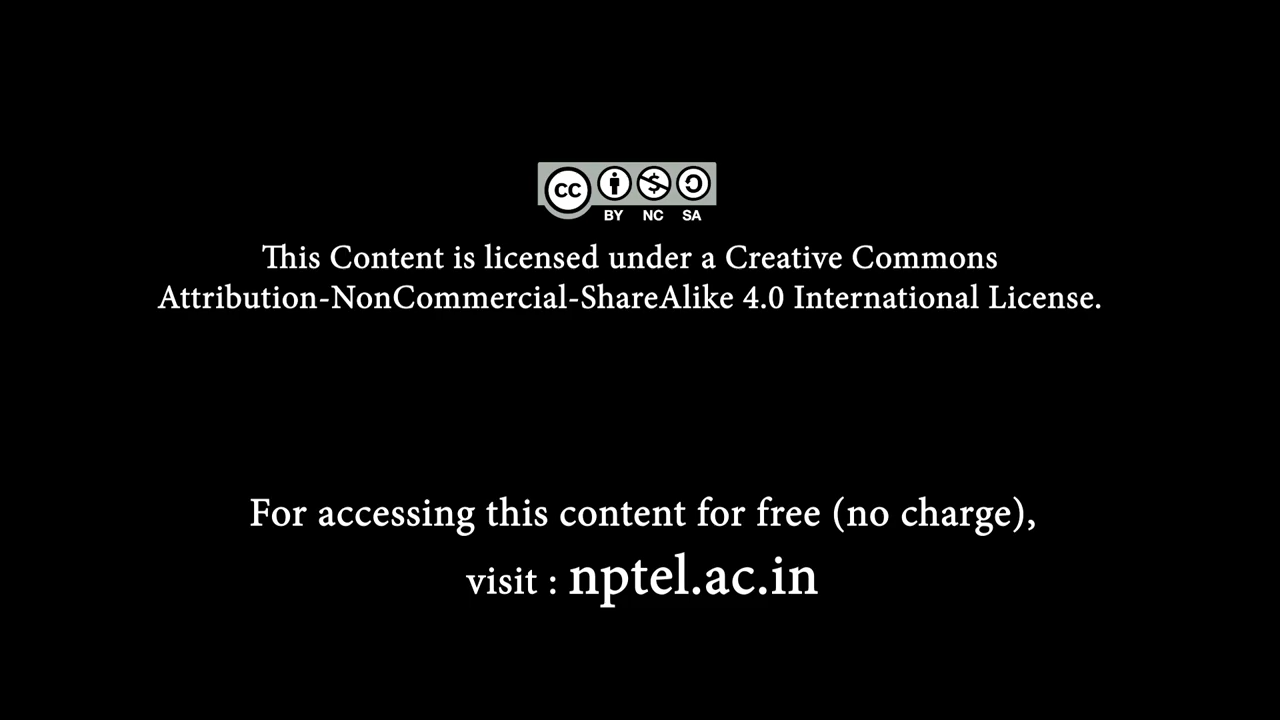 cc
BY NC SA
This Content is licensed under a Creative Commons
Attribution-NonCommercial-ShareAlike 4.0 International License.
For accessing this content for free (no charge),
visit : nptel.ac.in